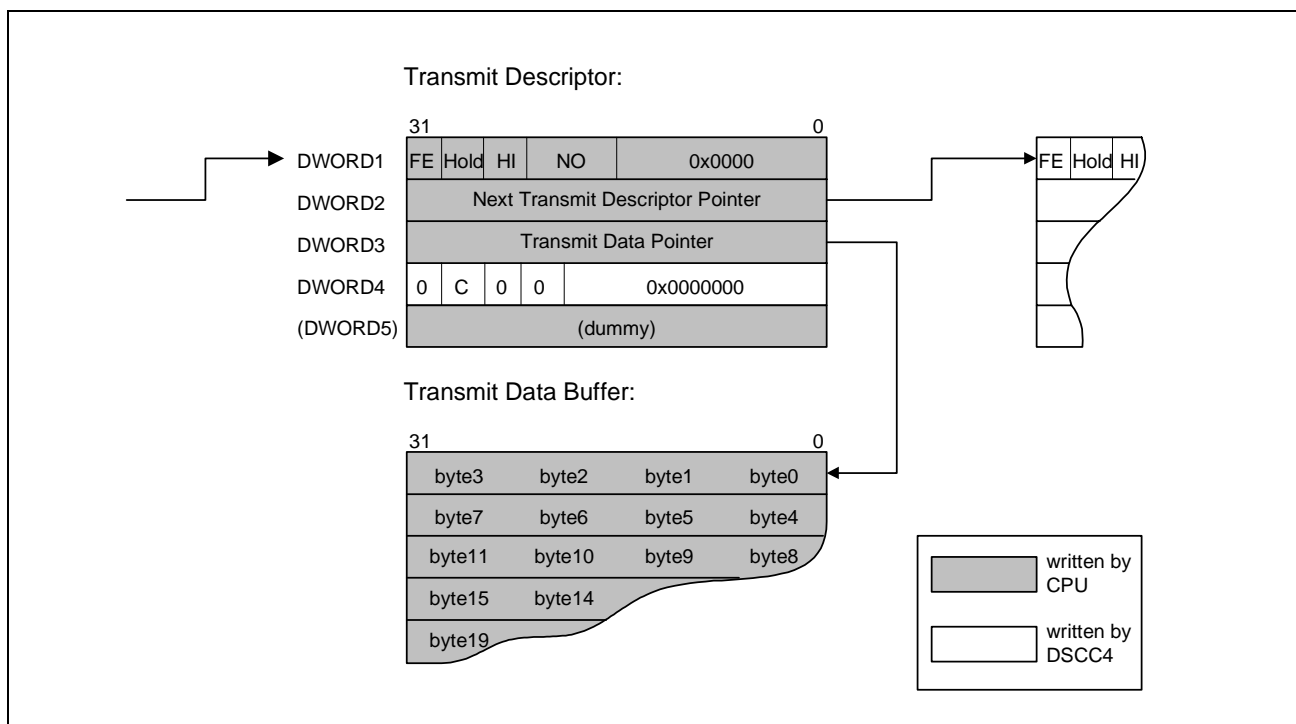 Transmit Descriptor:
31 0
DWORD1 FE Hold HI NO 0x0000 FE Hold HI
DWORD2 Next Transmit Descriptor Pointer
DWORD3 Transmit Data Pointer
DWORD4 0 C 0 0 0x0000000
(DWORD5) (dummy)
Transmit Data Buffer:
31 0
byte3 byte2 byte1 byte0
byte7 byte6 byte5 byte4
byte11 byte10 byte9 byte8
byte15 byte14
byte19
written by
CPU
written by
DSCC4